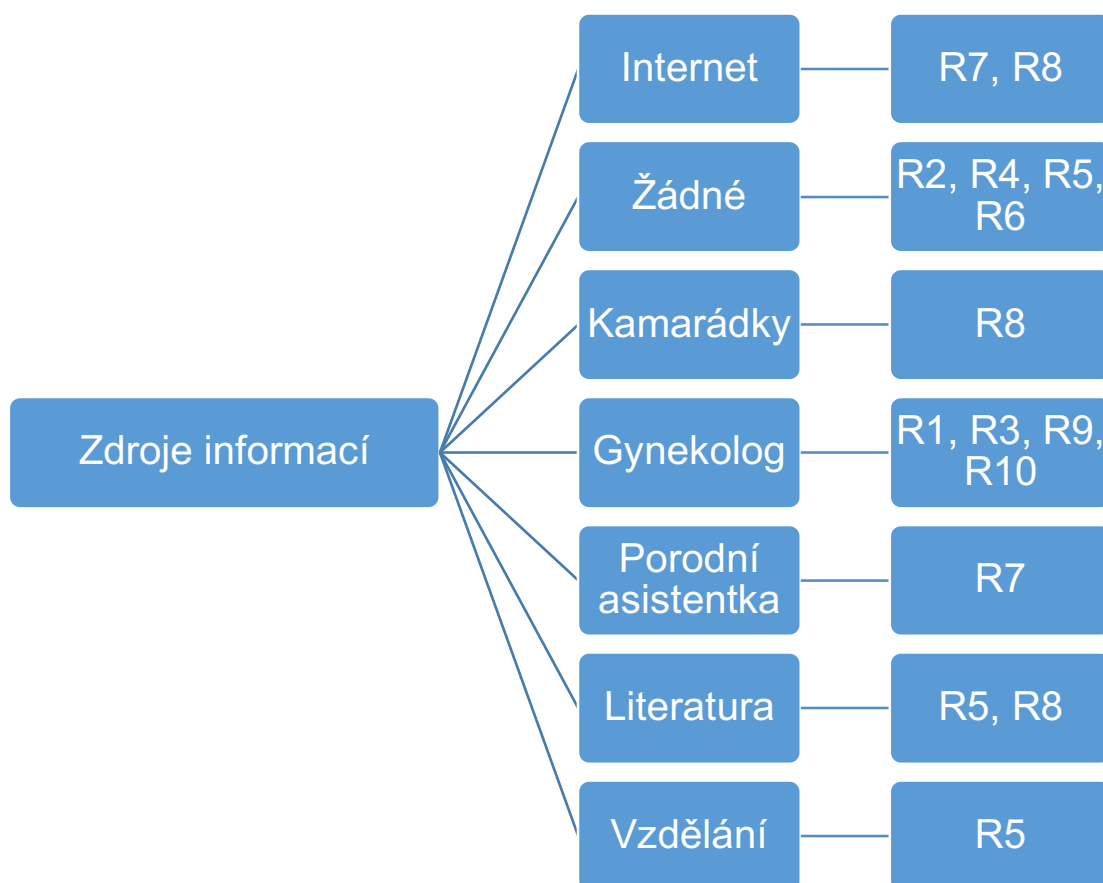 Internet
R7, R8
Žádné
R2, R4, R5,
R6
Kamarádky
R8
Zdroje informací
Gynekolog
R1, R3, R9,
R10
Porodní
asistentka
R7
Literatura
R5, R8
Vzdělání
R5